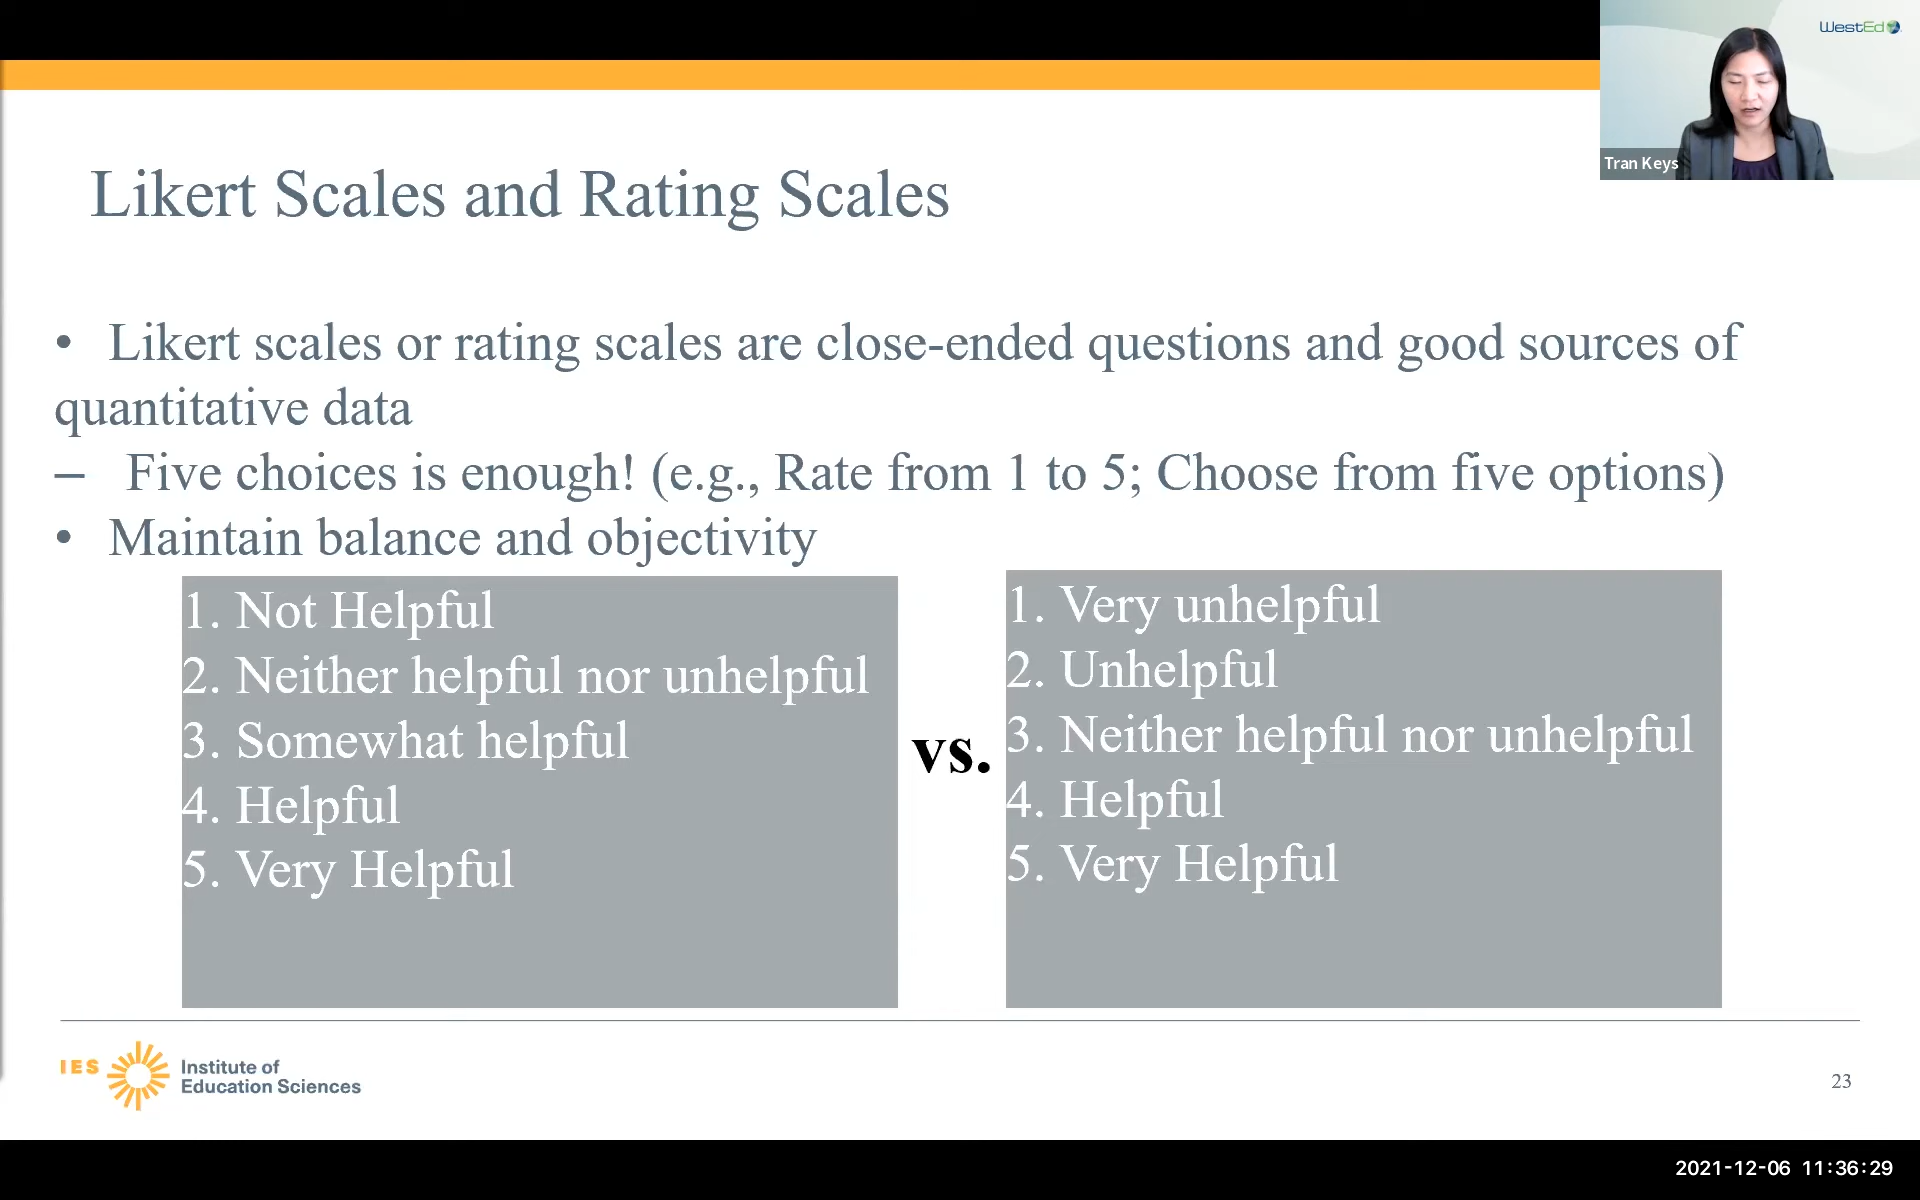 WestEd
Tran Keys
Likert Scales and Rating Scales
• Likert scales or rating scales are close-ended questions and good sources of
quantitative data
– Five choices is enough! (e.g., Rate from 1 to 5; Choose from five options)
• Maintain balance and objectivity
1. Not Helpful
2. Neither helpful nor unhelpful
3. Somewhat helpful
4. Helpful
5. Very Helpful
vs.
1. Very unhelpful
2. Unhelpful
3. Neither helpful nor unhelpful
4. Helpful
5. Very Helpful
IES
Institute of
Education Sciences
23
2021-12-06 11:36:29